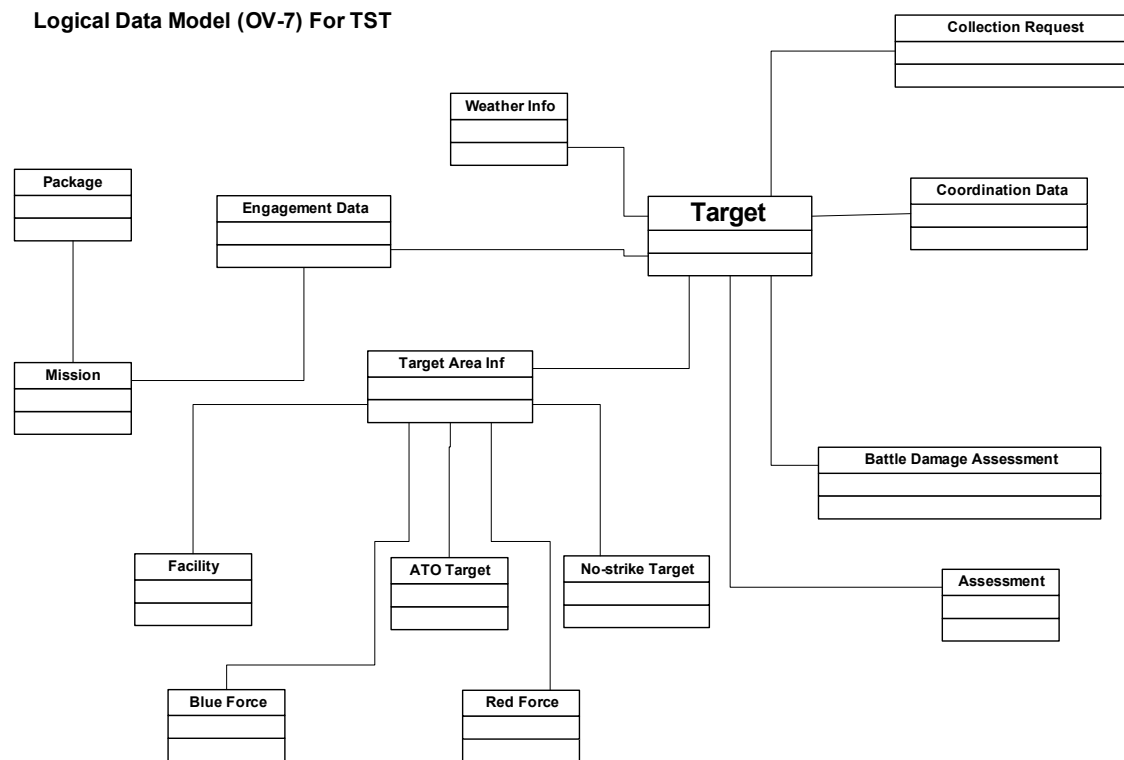 Logical Data Model (OV-7) For TST
Collection Request
Weather Info
Package
Engagement Data
Target
Coordination Data
Mission
Target Area Inf
Battle Damage Assessment
Facility
ATO Target
No-strike Target
Assessment
Blue Force
Red Force